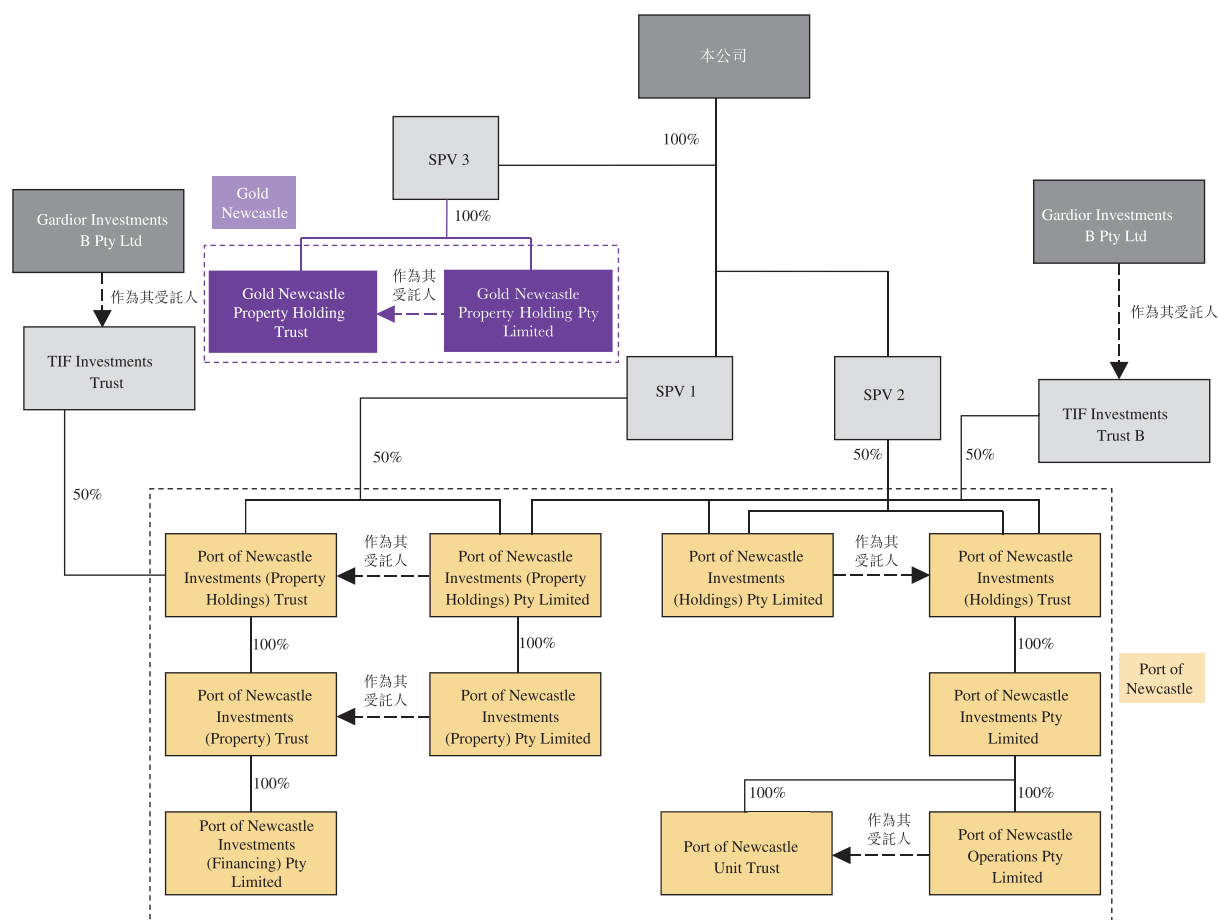 本公司
100%
SPV 3
Gold
Newcastle
100%
Gardior Investments
B Pty Ltd
Gardior Investments
B Pty Ltd
作為其受託人
作為其受託人
Gold Newcastle
Property Holding
Trust
作為其
受託人
Gold Newcastle
Property Holding Pty
Limited
TIF Investments
Trust
SPV 1
SPV 2
TIF Investments
Trust B
50%
50%
50%
50%
Port of Newcastle
Investments (Property
Holdings) Trust
作為其
受託人
Port of Newcastle
Investments (Property
Holdings) Pty Limited
Port of Newcastle
Investments
(Holdings) Pty Limited
作為其
受託人
Port of Newcastle
Investments
(Holdings) Trust
100%
100%
100%
Port of
Newcastle
Port of Newcastle
Investments
(Property) Trust
作為其
受託人
Port of Newcastle
Investments
(Property) Pty Limited
Port of Newcastle
Investments Pty
Limited
100%
100%
100%
Port of Newcastle
Investments
(Financing) Pty
Limited
Port of Newcastle
Unit Trust
作為其
受託人
Port of Newcastle
Operations Pty
Limited